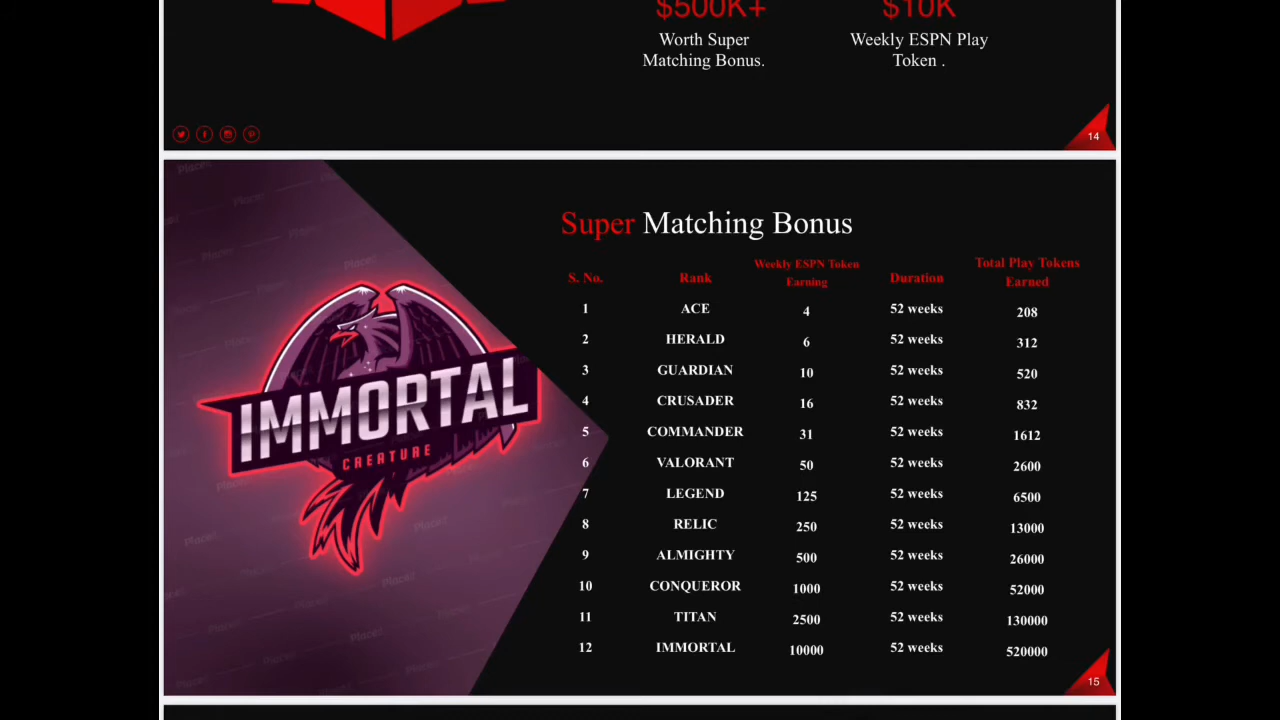 $500K+ $10K
Worth Super Weekly ESPN Play
Matching Bonus. Token .
14
Super Matching Bonus
S. No. Rank Weekly ESPN Token Earning Duration Total Play Tokens Earned
1 ACE 4 52 weeks 208
2 HERALD 6 52 weeks 312
3 GUARDIAN 10 52 weeks 520
4 CRUSADER 16 52 weeks 832
5 COMMANDER 31 52 weeks 1612
6 VALORANT 50 52 weeks 2600
7 LEGEND 125 52 weeks 6500
8 RELIC 250 52 weeks 13000
9 ALMIGHTY 500 52 weeks 26000
10 CONQUEROR 1000 52 weeks 52000
11 TITAN 2500 52 weeks 130000
12 IMMORTAL 10000 52 weeks 520000
IMMORTAL
CREATURE
Placeit
15